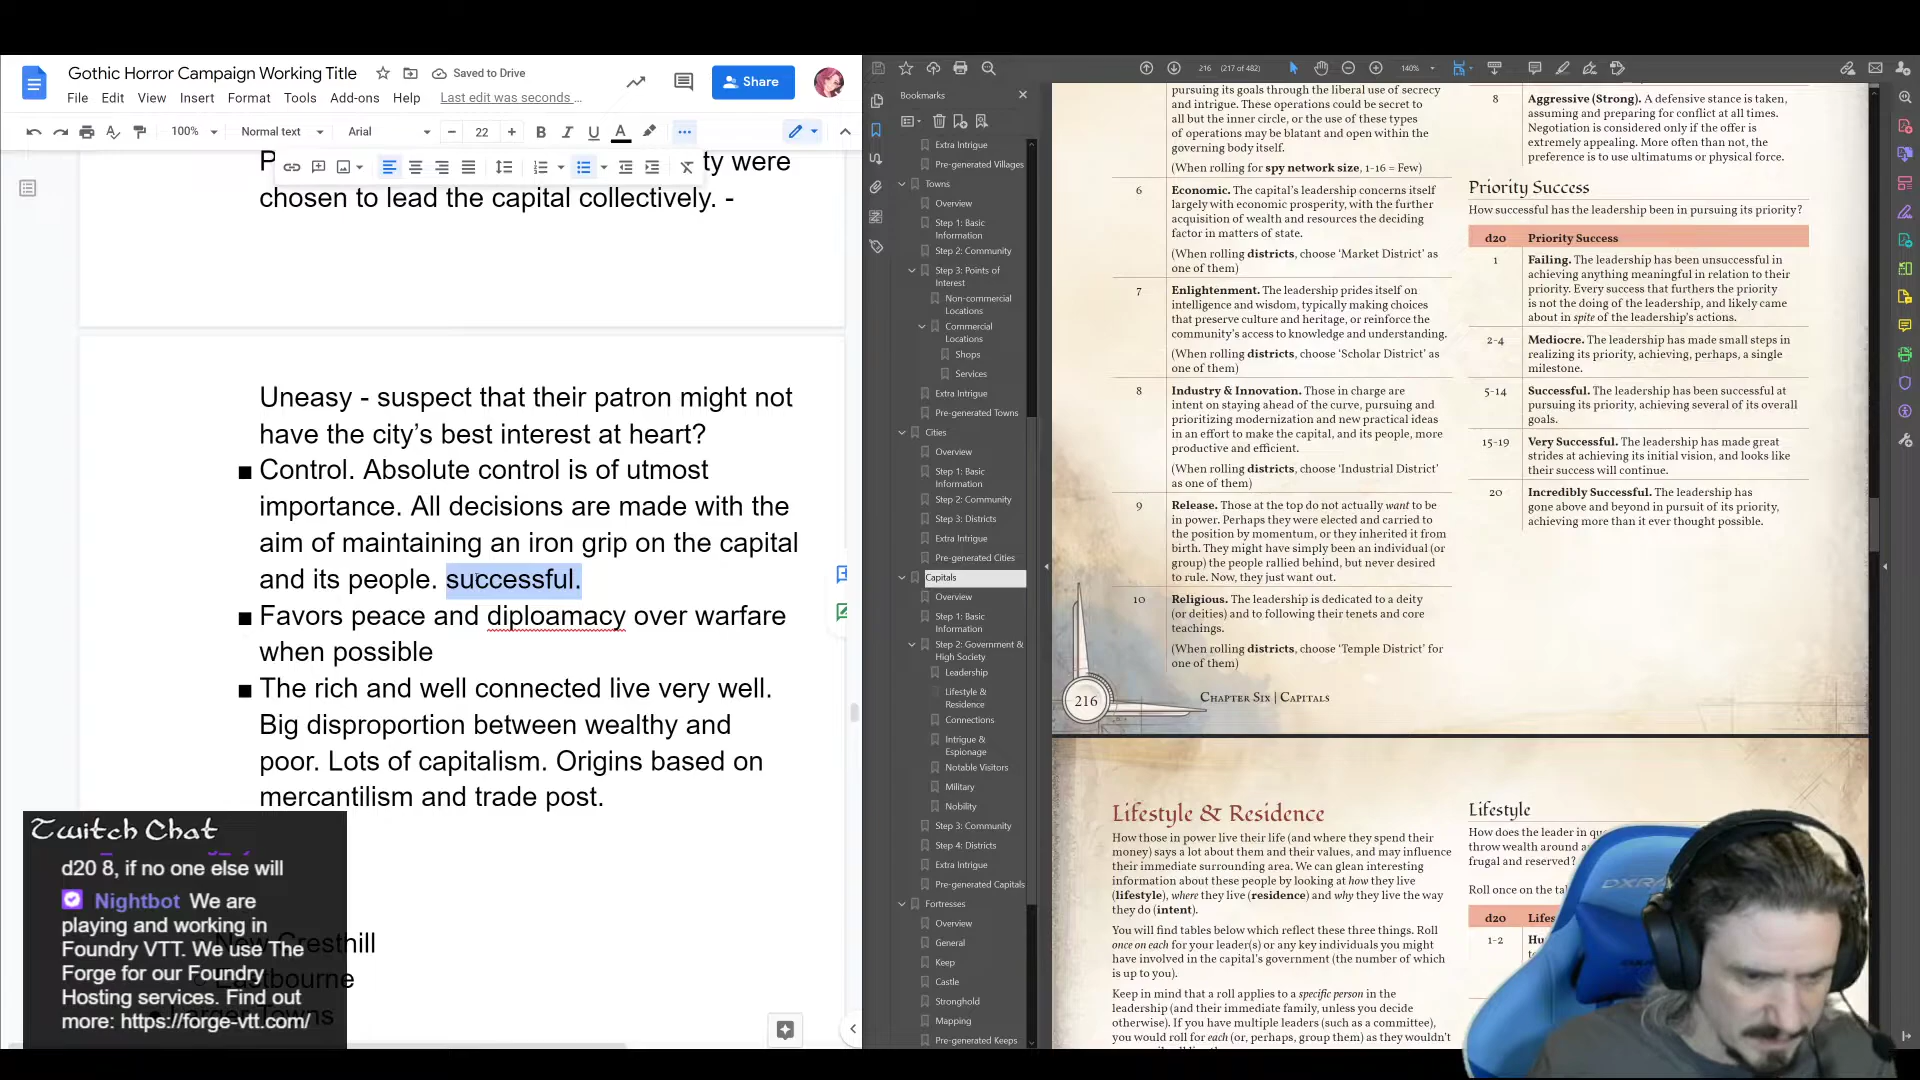 Gothic Horror Campaign Working Title
Saved to Drive
File Edit View Insert Format Tools Add-ons Help Last edit was seconds ...
Share
100% Normal text Arial 22
ty were
chosen to lead the capital collectively. -
Uneasy - suspect that their patron might not
have the city's best interest at heart?
■ Control. Absolute control is of utmost
importance. All decisions are made with the
aim of maintaining an iron grip on the capital
and its people. successful.
■ Favors peace and diploamacy over warfare
when possible
■ The rich and well connected live very well.
Big disproportion between wealthy and
poor. Lots of capitalism. Origins based on
mercantilism and trade post.
New Cresthill
Eastbourne
Twitch Chat
d20 8, if no one else will
Nightbot We are
playing and working in
Foundry VTT. We use The
Forge for our Foundry
Hosting services. Find out
more: https://forge-vtt.com/
216 (217 of 482)
140%
Bookmarks
Extra Intrigue
Pre-generated Villages
Towns
Overview
Step 1: Basic
Information
Step 2: Community
Step 3: Points of
Interest
Non-commercial
Locations
Commercial
Locations
Shops
Services
Extra Intrigue
Pre-generated Towns
Cities
Overview
Step 1: Basic
Information
Step 2: Community
Step 3: Districts
Extra Intrigue
Pre-generated Cities
Capitals
Overview
Step 1: Basic
Information
Step 2: Government &
High Society
Leadership
Lifestyle &
Residence
Connections
Intrigue &
Espionage
Notable Visitors
Military
Nobility
Step 3: Community
Step 4: Districts
Extra Intrigue
Pre-generated Capitals
Fortresses
Overview
General
Keep
Castle
Stronghold
Mapping
Pre-generated Keeps
pursuing its goals through the liberal use of secrecy
and intrigue. These operations could be secret to
all but the inner circle, or the use of these types
of operations may be blatant and open within the
governing body itself.
(When rolling for spy network size, 1-16 = Few)
6 Economic. The capital's leadership concerns itself
largely with economic prosperity, with the further
acquisition of wealth and resources the deciding
factor in matters of state.
(When rolling districts, choose 'Market District' as
one of them)
7 Enlightenment. The leadership prides itself on
intelligence and wisdom, typically making choices
that preserve culture and heritage, or reinforce the
community's access to knowledge and understanding.
(When rolling districts, choose 'Scholar District' as
one of them)
8 Industry & Innovation. Those in charge are
intent on staying ahead of the curve, pursuing and
prioritizing modernization and new practical ideas
in an effort to make the capital, and its people, more
productive and efficient.
(When rolling districts, choose 'Industrial District'
as one of them)
9 Release. Those at the top do not actually want to be
in power. Perhaps they were elected and carried to
the position by momentum, or they inherited it from
birth. They might have simply been an individual (or
group) the people rallied behind, but never desired
to rule. Now, they just want out.
10 Religious. The leadership is dedicated to a deity
(or deities) and to following their tenets and core
teachings.
(When rolling districts, choose 'Temple District' for
one of them)
216
Chapter Six | Capitals
8 Aggressive (Strong). A defensive stance is taken,
assuming and preparing for conflict at all times.
Negotiation is considered only if the offer is
extremely appealing. More often than not, the
preference is to use ultimatums or physical force.
Priority Success
How successful has the leadership been in pursuing its priority?
d20 Priority Success
1 Failing. The leadership has been unsuccessful in
achieving anything meaningful in relation to their
priority. Every success that furthers the priority
is not the doing of the leadership, and likely came
about in spite of the leadership's actions.
2-4 Mediocre. The leadership has made small steps in
realizing its priority, achieving, perhaps, a single
milestone.
5-14 Successful. The leadership has been successful at
pursuing its priority, achieving several of its overall
goals.
15-19 Very Successful. The leadership has made great
strides at achieving its initial vision, and looks like
their success will continue.
20 Incredibly Successful. The leadership has
gone above and beyond in pursuit of its priority,
achieving more than it ever thought possible.
Lifestyle & Residence
How those in power live their life (and where they spend their
money) says a lot about them and their values, and may influence
their immediate surrounding area. We can glean interesting
information about these people by looking at how they live
(lifestyle), where they live (residence) and why they live the way
they do (intent).
You will find tables below which reflect these three things. Roll
once on each for your leader(s) or any key individuals you might
have involved in the capital's government (the number of which
is up to you).
Keep in mind that a roll applies to a specific person in the
leadership (and their immediate family, unless you decide
otherwise). If you have multiple leaders (such as a committee),
you would roll for each (or, perhaps, group them) as they wouldn't
Lifestyle
How does the leader in
throw wealth around
frugal and reserved?
Roll once on the
d20
1-2